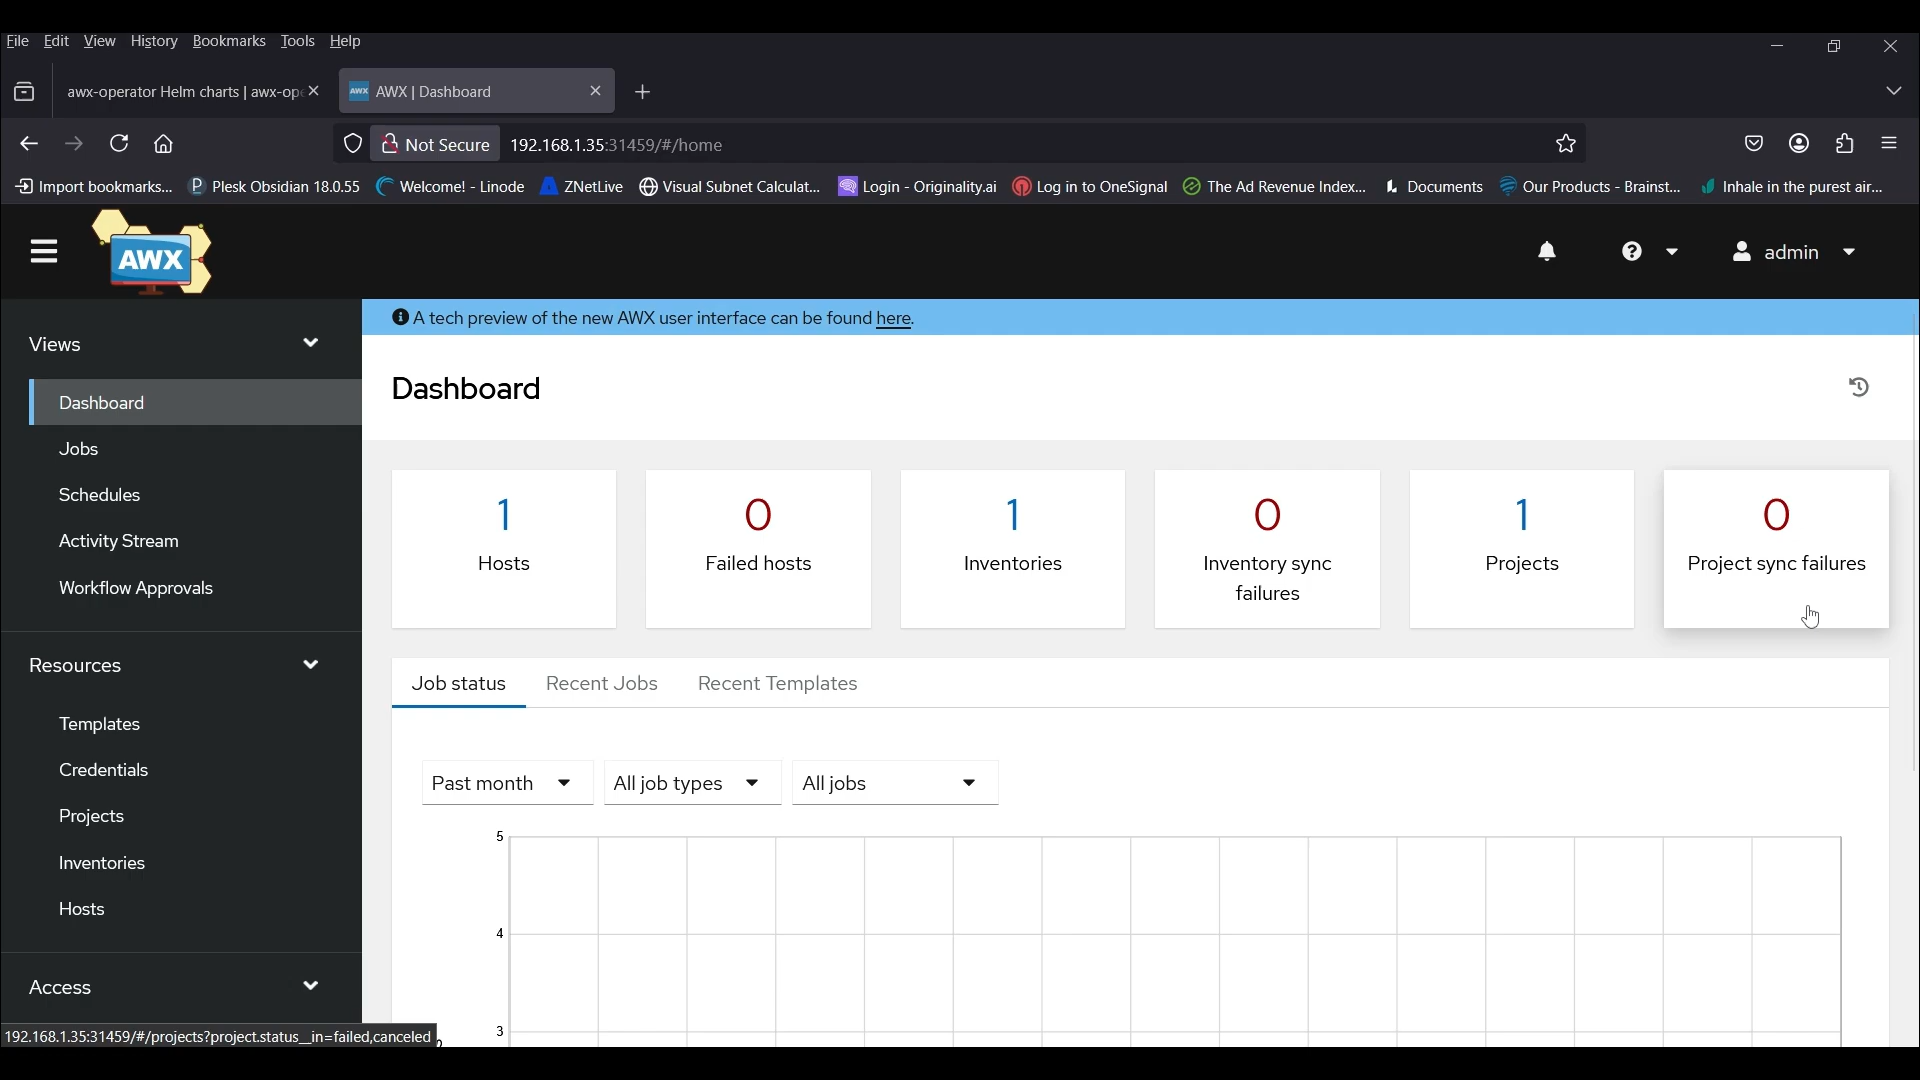 File Edit View History Bookmarks Tools Help
awx-operator Helm charts | awx-ope
AWX AWX | Dashboard
Not Secure 192.168.1.35:31459/#/home
Import bookmarks... Plesk Obsidian 18.0.55 Welcome! - Linode ZNetLive Visual Subnet Calculat... Login - Originality.ai Log in to OneSignal The Ad Revenue Index... Documents Our Products - Brainst... Inhale in the purest air...
AWX
admin
A tech preview of the new AWX user interface can be found here.
Views
Dashboard
Jobs
Schedules
Activity Stream
Workflow Approvals
Resources
Templates
Credentials
Projects
Inventories
Hosts
Access
192.168.1.35:31459/#/projects?project.status__in=failed,canceled
Dashboard
1
Hosts
0
Failed hosts
1
Inventories
0
Inventory sync
failures
1
Projects
0
Project sync failures
Job status Recent Jobs Recent Templates
Past month All job types All jobs
5
4
3